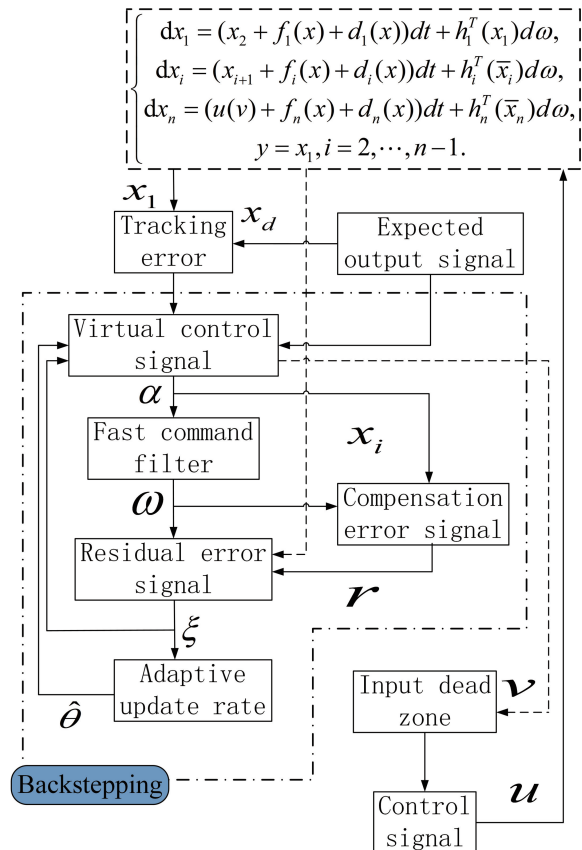 dx₁ = (x₂ + f₁(x) + d₁(x))dt + h₁ᵀ(x₁)dω,
dxᵢ = (xᵢ₊₁ + fᵢ(x) + dᵢ(x))dt + hᵢᵀ(x̅ᵢ)dω,
dxₙ = (u(v) + fₙ(x) + dₙ(x))dt + hₙᵀ(x̅ₙ)dω,
y = x₁, i = 2, ⋯, n − 1.
x₁
x_d
Tracking
error
Expected
output signal
Virtual control
signal
α
Fast command
filter
xᵢ
ω
Compensation
error signal
Residual error
signal
r
ξ
Adaptive
update rate
θ̂
Input dead
zone
v
Backstepping
Control
signal
u